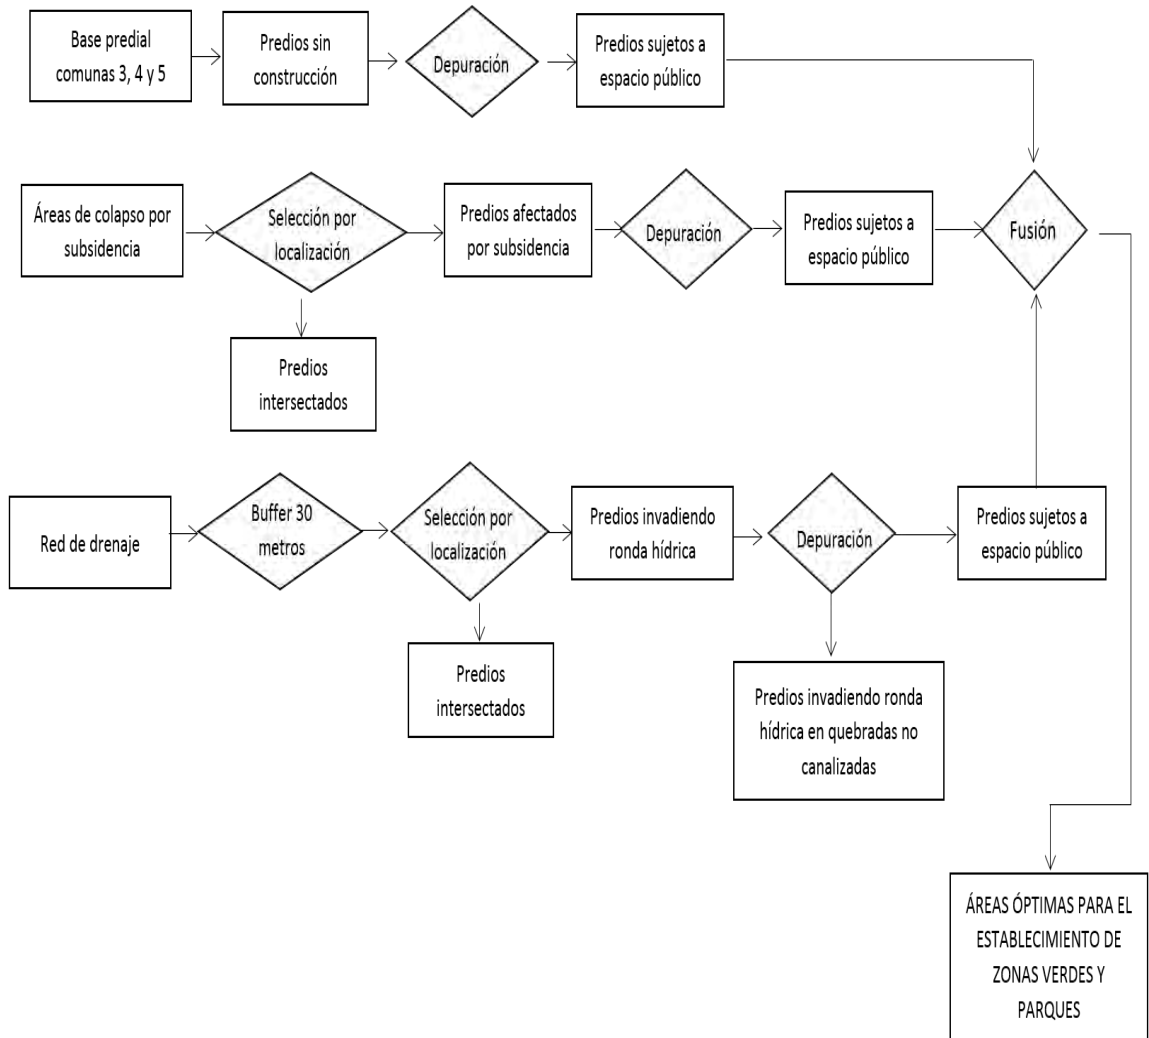 Base predial
comunas 3, 4 y 5
Predios sin
construcción
Depuración
Predios sujetos a
espacio público
Áreas de colapso por
subsidencia
Selección por
localización
Predios afectados
por subsidencia
Depuración
Predios sujetos a
espacio público
Fusión
Predios
intersectados
Red de drenaje
Buffer 30
metros
Selección por
localización
Predios invadiendo
ronda hídrica
Depuración
Predios sujetos a
espacio público
Predios
intersectados
Predios invadiendo ronda
hídrica en quebradas no
canalizadas
ÁREAS ÓPTIMAS PARA EL
ESTABLECIMIENTO DE
ZONAS VERDES Y
PARQUES